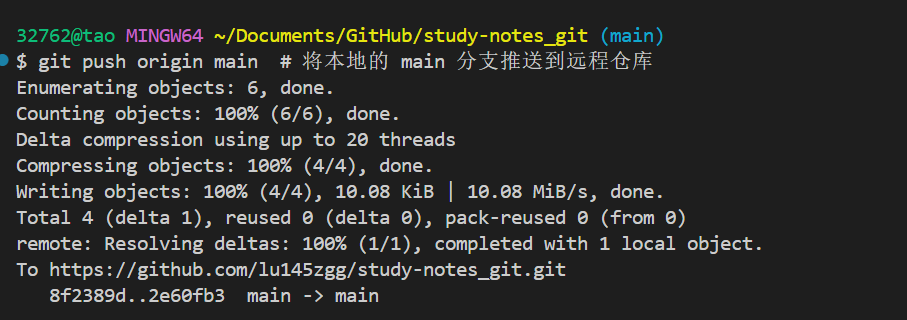 32762@tao MINGW64 ~/Documents/GitHub/study-notes_git (main)
$ git push origin main  # 将本地的 main 分支推送到远程仓库
Enumerating objects: 6, done.
Counting objects: 100% (6/6), done.
Delta compression using up to 20 threads
Compressing objects: 100% (4/4), done.
Writing objects: 100% (4/4), 10.08 KiB | 10.08 MiB/s, done.
Total 4 (delta 1), reused 0 (delta 0), pack-reused 0 (from 0)
remote: Resolving deltas: 100% (1/1), completed with 1 local object.
To https://github.com/lu145zgg/study-notes_git.git
   8f2389d..2e60fb3  main -> main